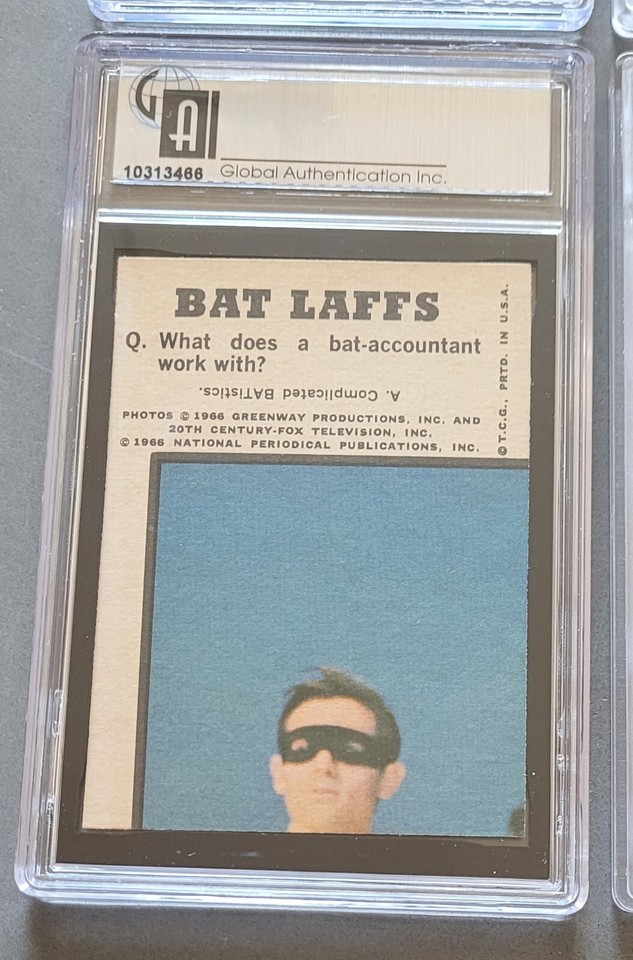 GAI
10313466 Global Authentication Inc.
BAT LAFFS
Q. What does a bat-accountant
work with?
A. Complicated BATistics.
PHOTOS © 1966 GREENWAY PRODUCTIONS, INC. AND
20TH CENTURY-FOX TELEVISION, INC.
© 1966 NATIONAL PERIODICAL PUBLICATIONS, INC.
© T.C.G., PRTD. IN U.S.A.